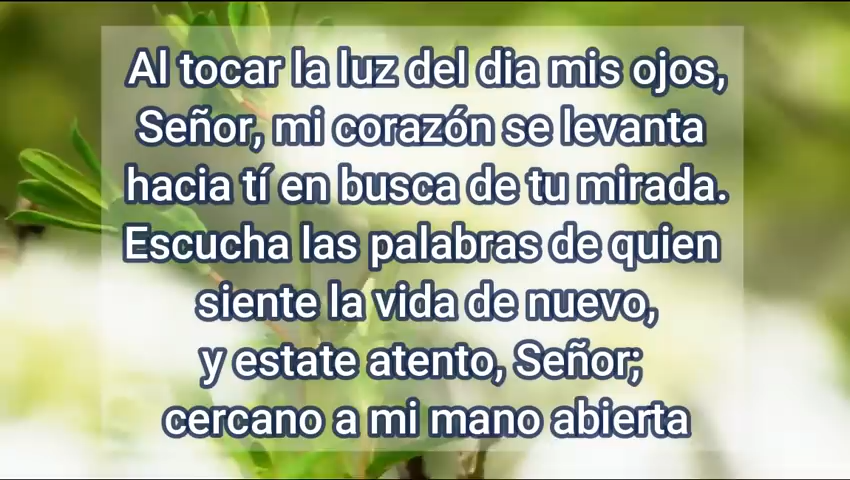 Al tocar la luz del dia mis ojos,
Señor, mi corazón se levanta
hacia tí en busca de tu mirada.
Escucha las palabras de quien
siente la vida de nuevo,
y estate atento, Señor;
cercano a mi mano abierta